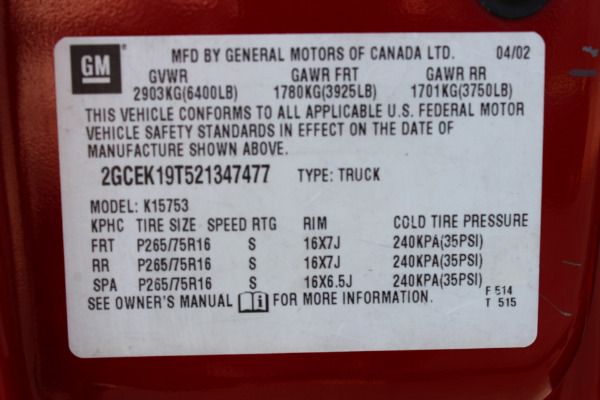 GM
MFD BY GENERAL MOTORS OF CANADA LTD. 04/02
GVWR GAWR FRT GAWR RR
2903KG(6400LB) 1780KG(3925LB) 1701KG(3750LB)
THIS VEHICLE CONFORMS TO ALL APPLICABLE U.S. FEDERAL MOTOR
VEHICLE SAFETY STANDARDS IN EFFECT ON THE DATE OF
MANUFACTURE SHOWN ABOVE.
2GCEK19T521347477 TYPE: TRUCK
MODEL: K15753
KPHC TIRE SIZE SPEED RTG RIM COLD TIRE PRESSURE
FRT P265/75R16 S 16X7J 240KPA(35PSI)
RR P265/75R16 S 16X7J 240KPA(35PSI)
SPA P265/75R16 S 16X6.5J 240KPA(35PSI)
SEE OWNER'S MANUAL i FOR MORE INFORMATION.
F 514
T 515